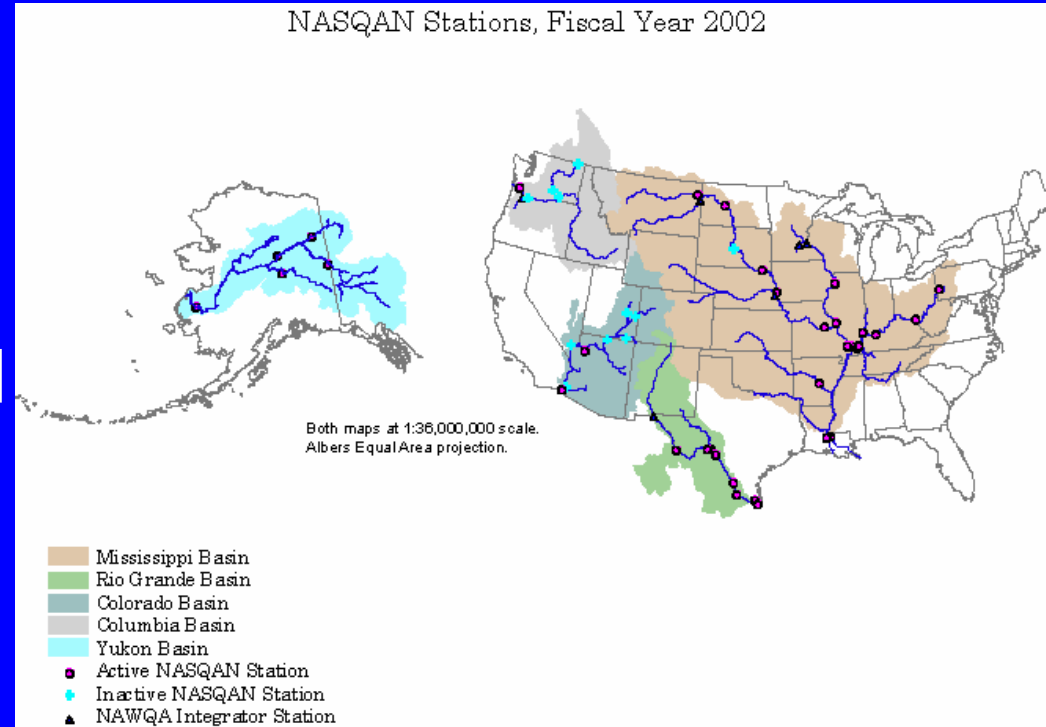 NASQAN Stations, Fiscal Year 2002
Both maps at 1:36,000,000 scale.
Albers Equal Area projection.
Mississippi Basin
Rio Grande Basin
Colorado Basin
Columbia Basin
Yukon Basin
Active NASQAN Station
Inactive NASQAN Station
NAWQA Integrator Station